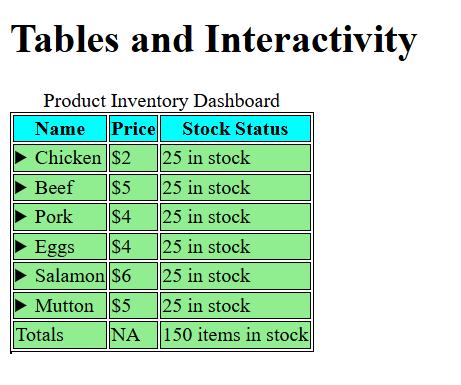 Tables and Interactivity
Product Inventory Dashboard
Name Price Stock Status
Chicken $2 25 in stock
Beef $5 25 in stock
Pork $4 25 in stock
Eggs $4 25 in stock
Salamon $6 25 in stock
Mutton $5 25 in stock
Totals NA 150 items in stock